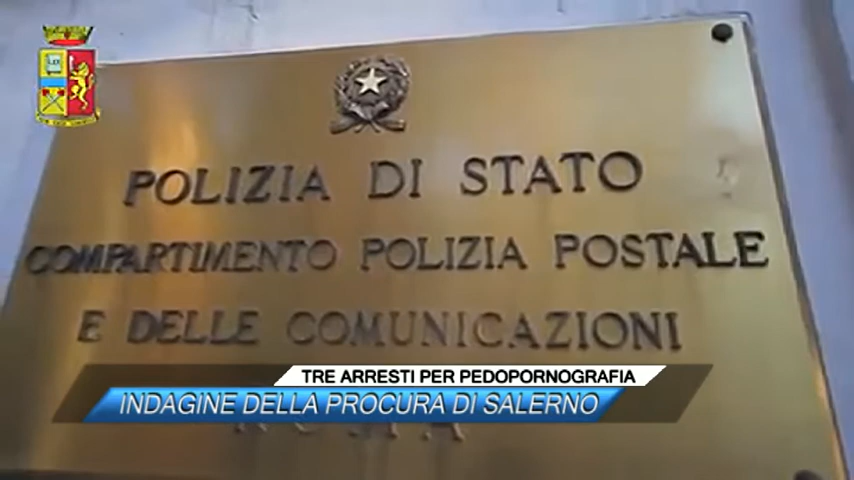 POLIZIA DI STATO
COMPARTIMENTO POLIZIA POSTALE
E DELLE COMUNICAZIONI
TRE ARRESTI PER PEDOPORNOGRAFIA
INDAGINE DELLA PROCURA DI SALERNO